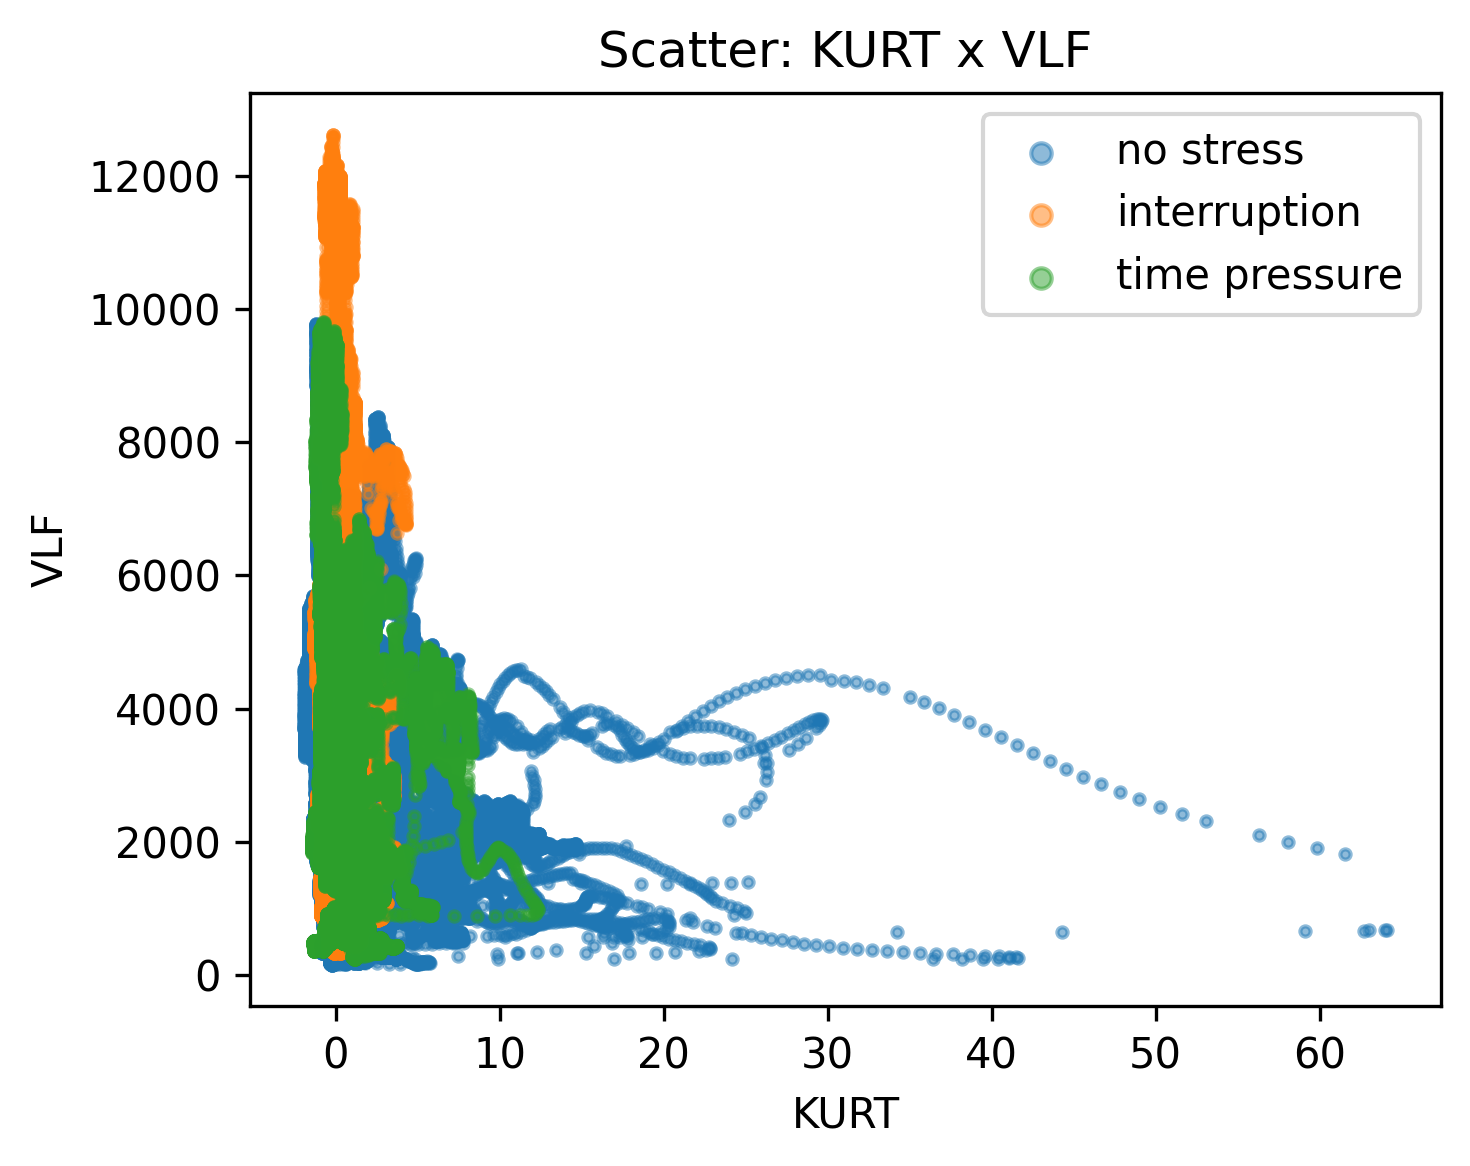 Scatter: KURT x VLF
no stress
interruption
time pressure
VLF
12000
10000
8000
6000
4000
2000
0
0 10 20 30 40 50 60
KURT